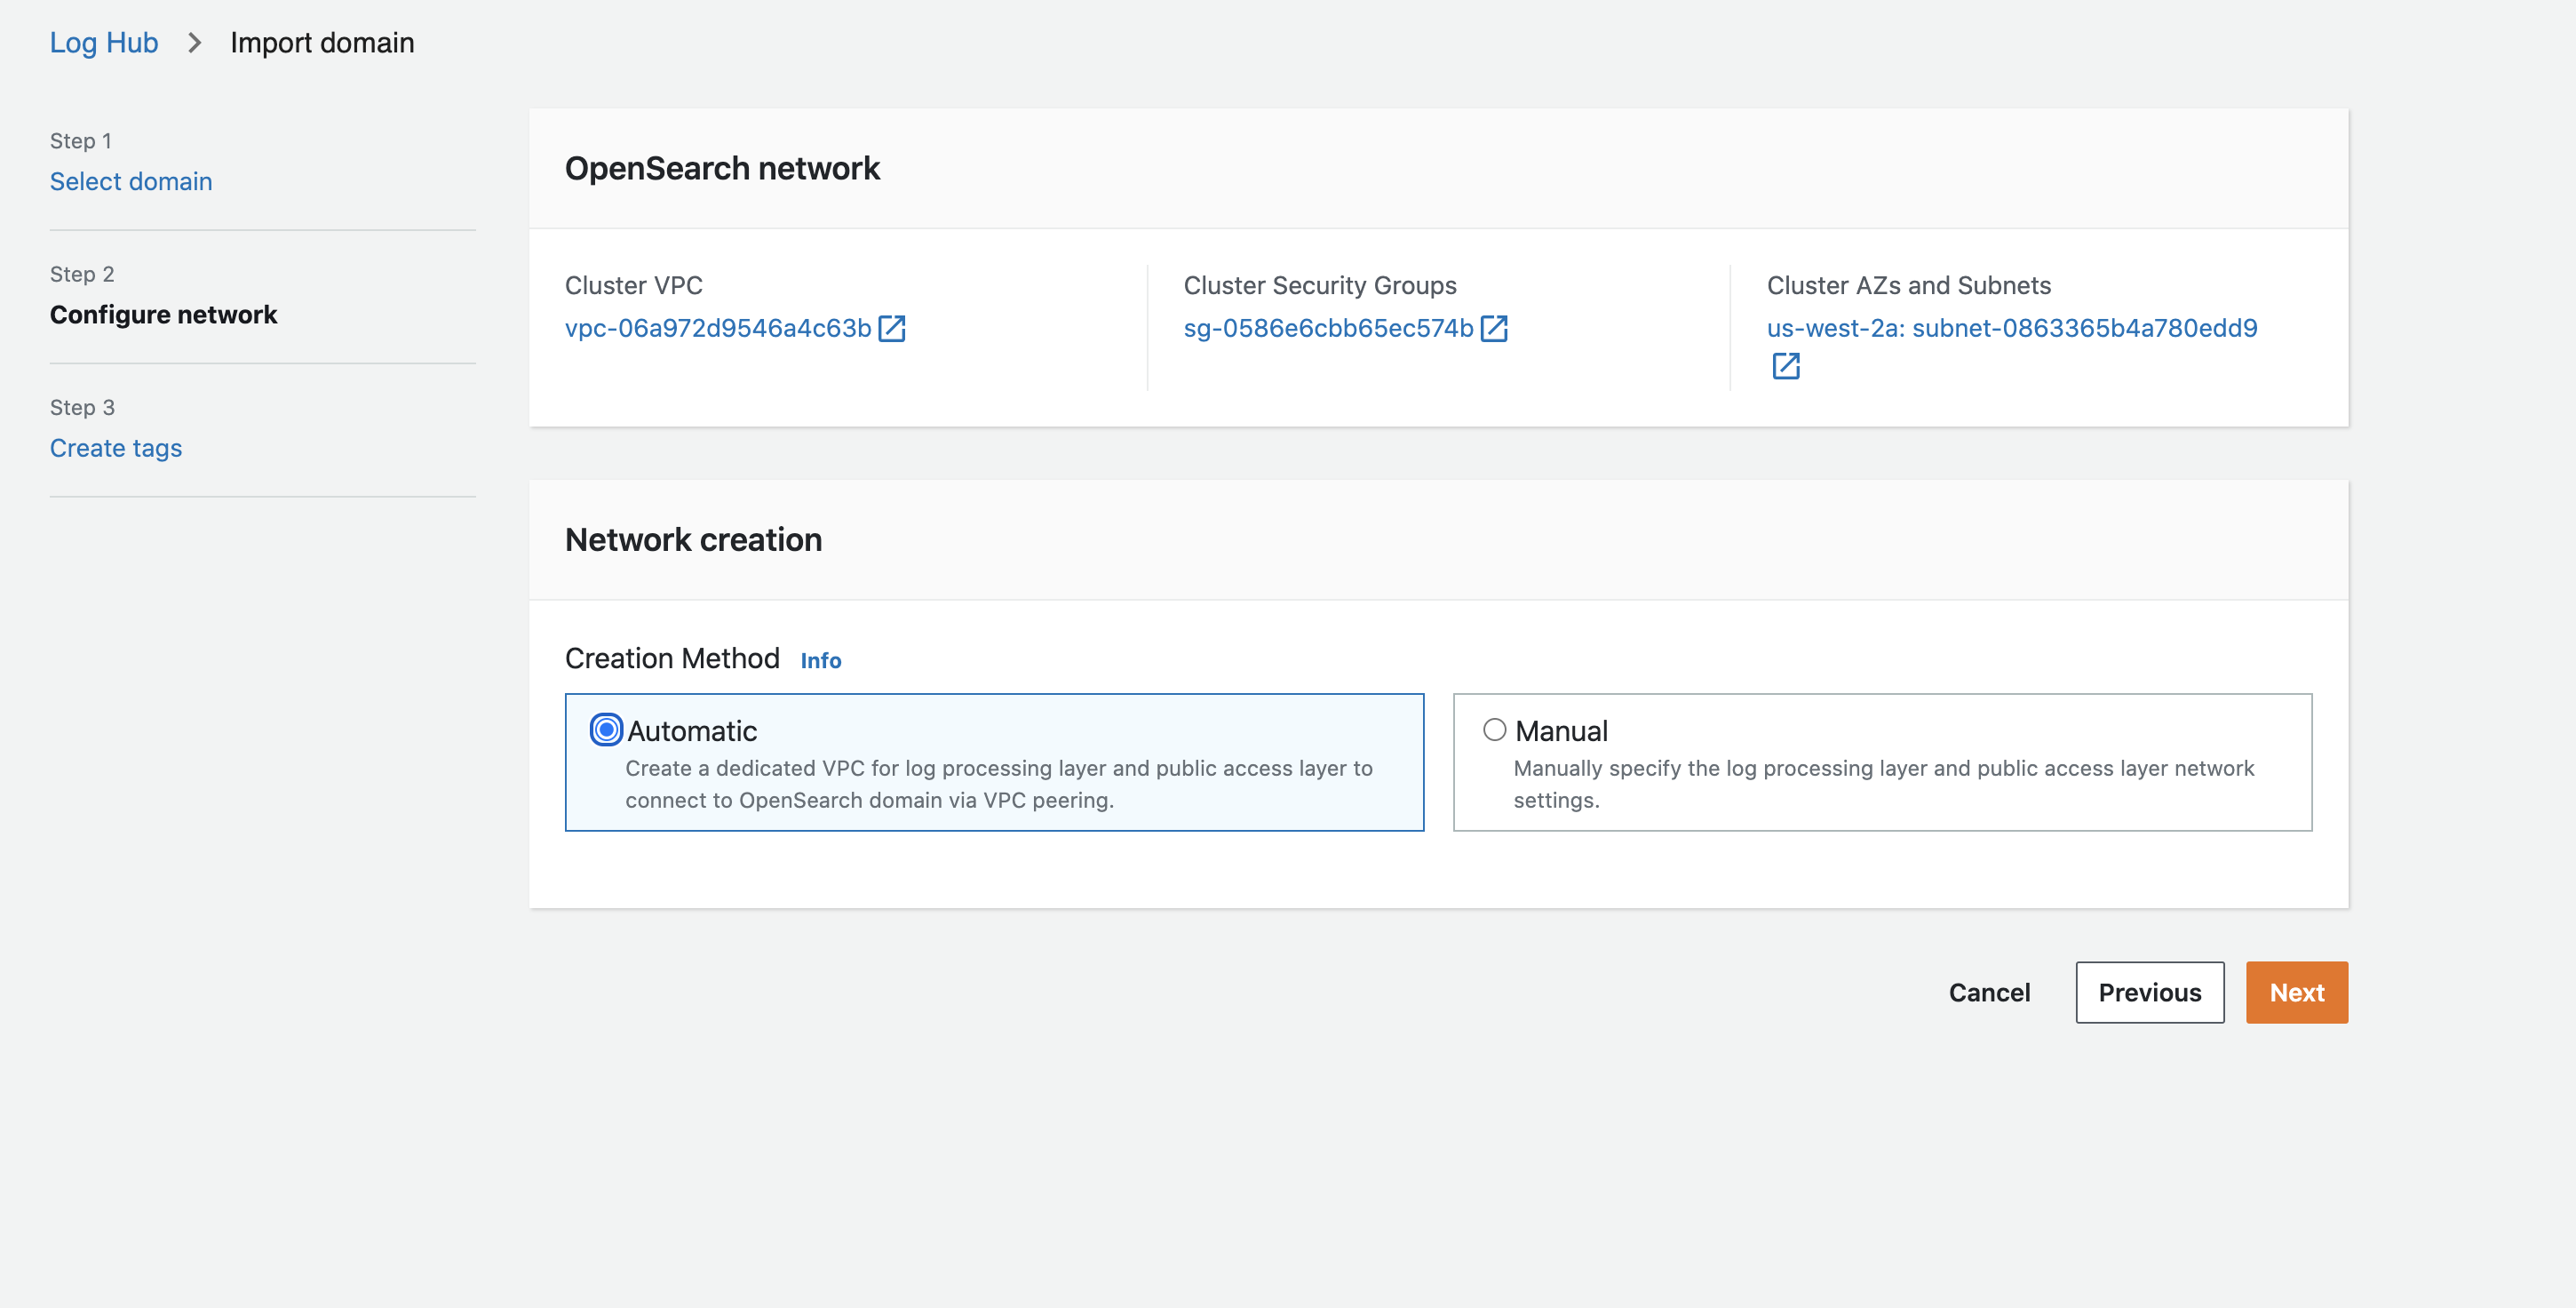 Log Hub > Import domain
Step 1
Select domain
Step 2
Configure network
Step 3
Create tags
OpenSearch network
Cluster VPC
vpc-06a972d9546a4c63b
Cluster Security Groups
sg-0586e6cbb65ec574b
Cluster AZs and Subnets
us-west-2a: subnet-0863365b4a780edd9
Network creation
Creation Method Info
Automatic
Create a dedicated VPC for log processing layer and public access layer to
connect to OpenSearch domain via VPC peering.
Manual
Manually specify the log processing layer and public access layer network
settings.
Cancel Previous Next